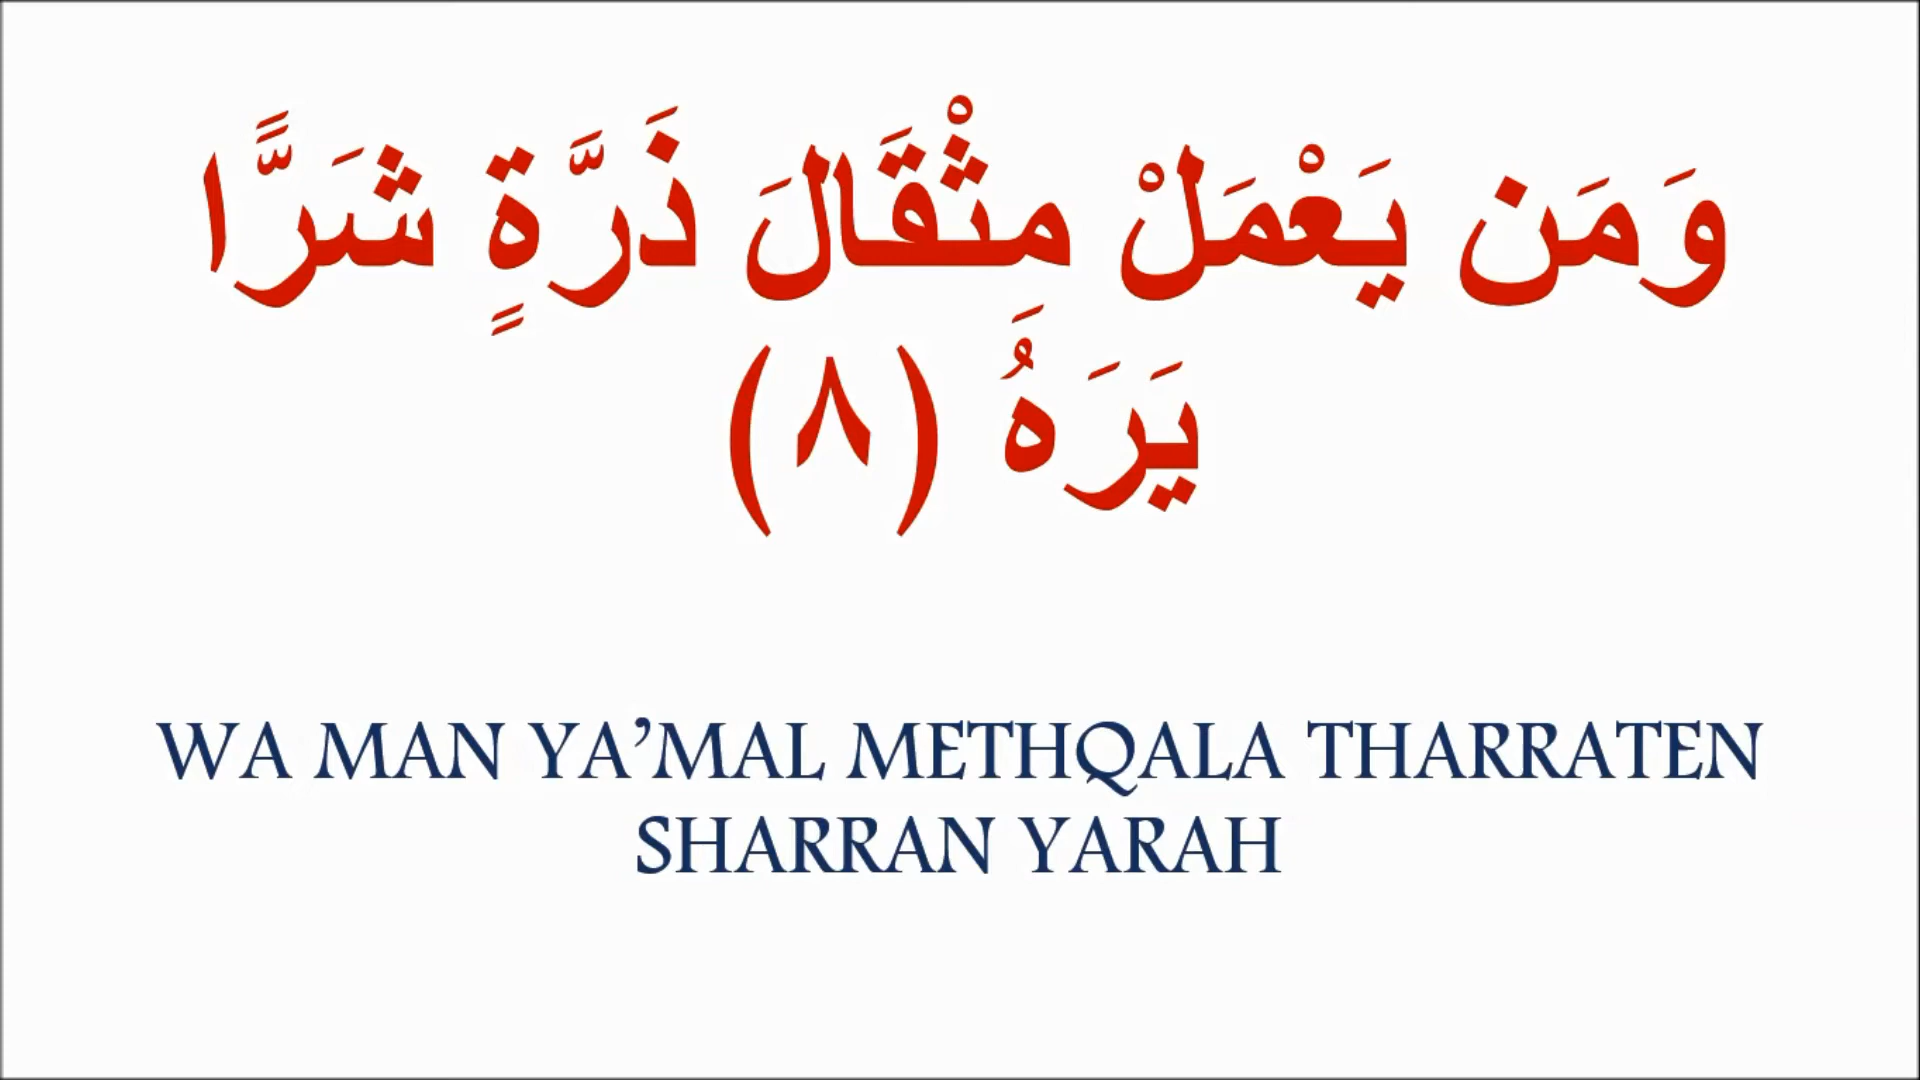 وَمَن يَعْمَلْ مِثْقَالَ ذَرَّةٍ شَرًّا
يَرَهُ (٨)
WA MAN YA’MAL METHQALA THARRATEN
SHARRAN YARAH